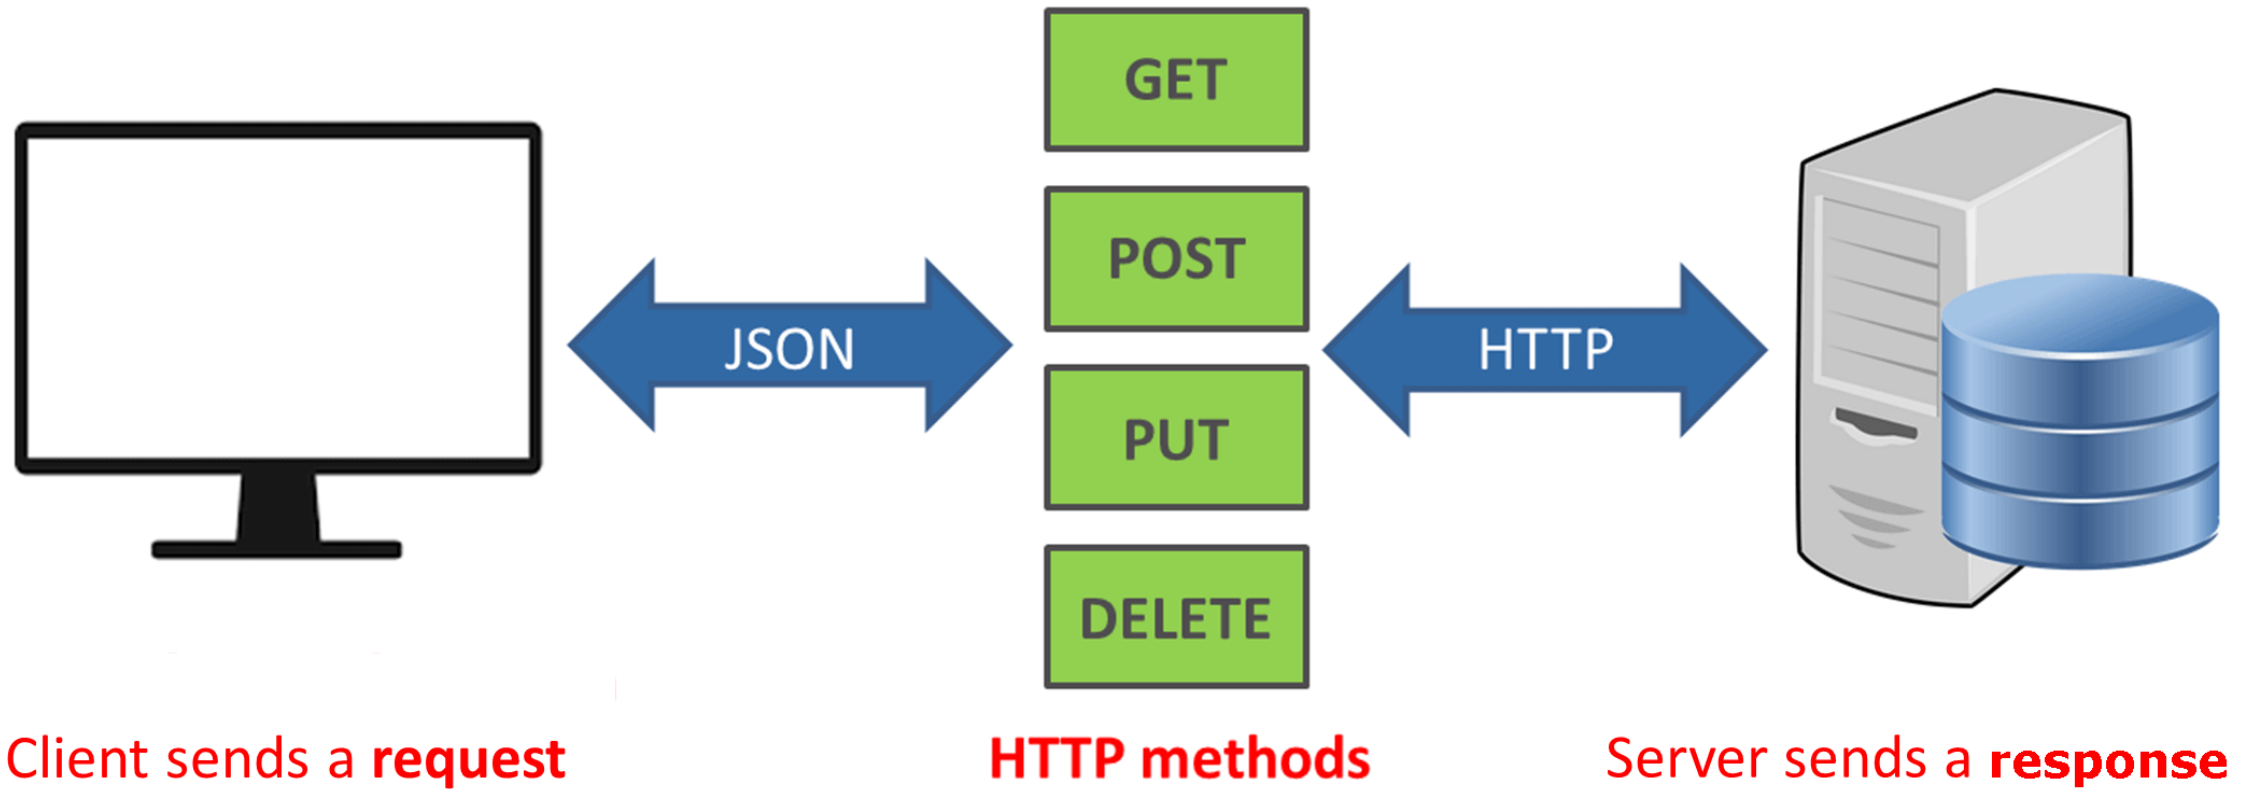 GET
POST
JSON
HTTP
PUT
DELETE
Client sends a request
HTTP methods
Server sends a response